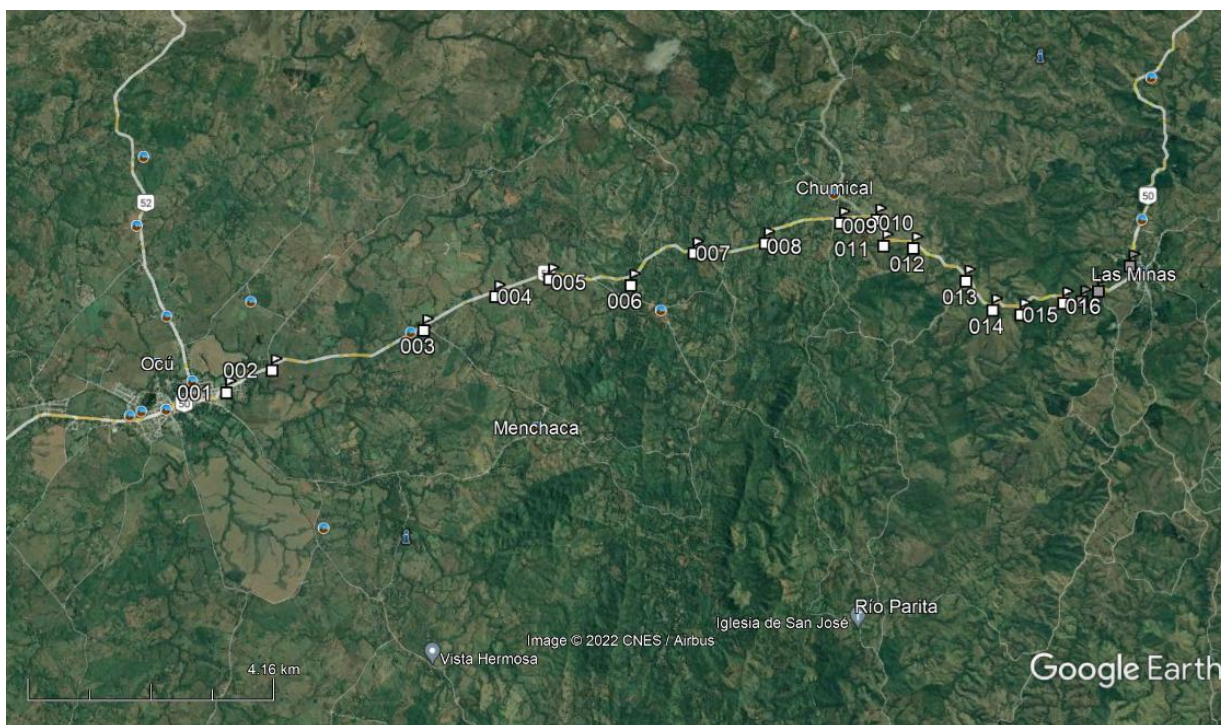 52
Chumical
50
009
010
011
007
008
012
Las Minas
004
005
006
013
016
014
015
003
Ocú
002
001
50
Menchaca
Río Parita
Iglesia de San José
Image © 2022 CNES / Airbus
Vista Hermosa
4.16 km
Google Earth